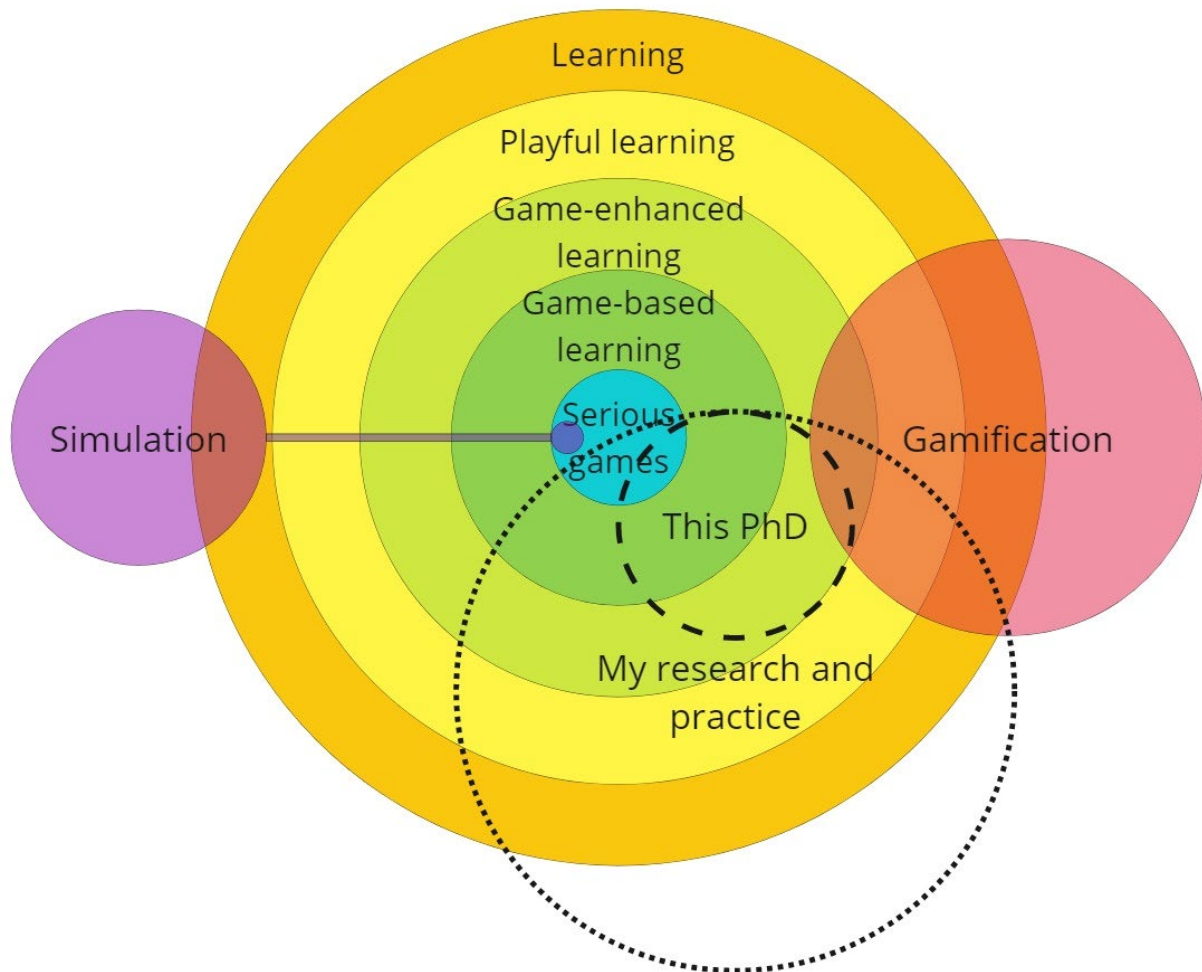 Learning
Playful learning
Game-enhanced
learning
Game-based
learning
Serious
games
Simulation
Gamification
This PhD
My research and
practice